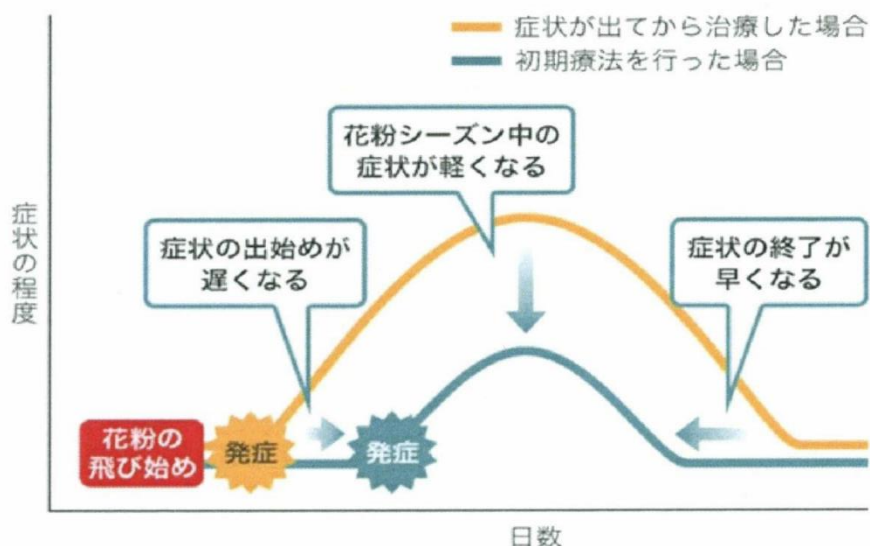 症状が出てから治療した場合
初期療法を行った場合
花粉シーズン中の
症状が軽くなる
症状の出始めが
遅くなる
症状の終了が
早くなる
症状の程度
花粉の
飛び始め
発症
発症
日数